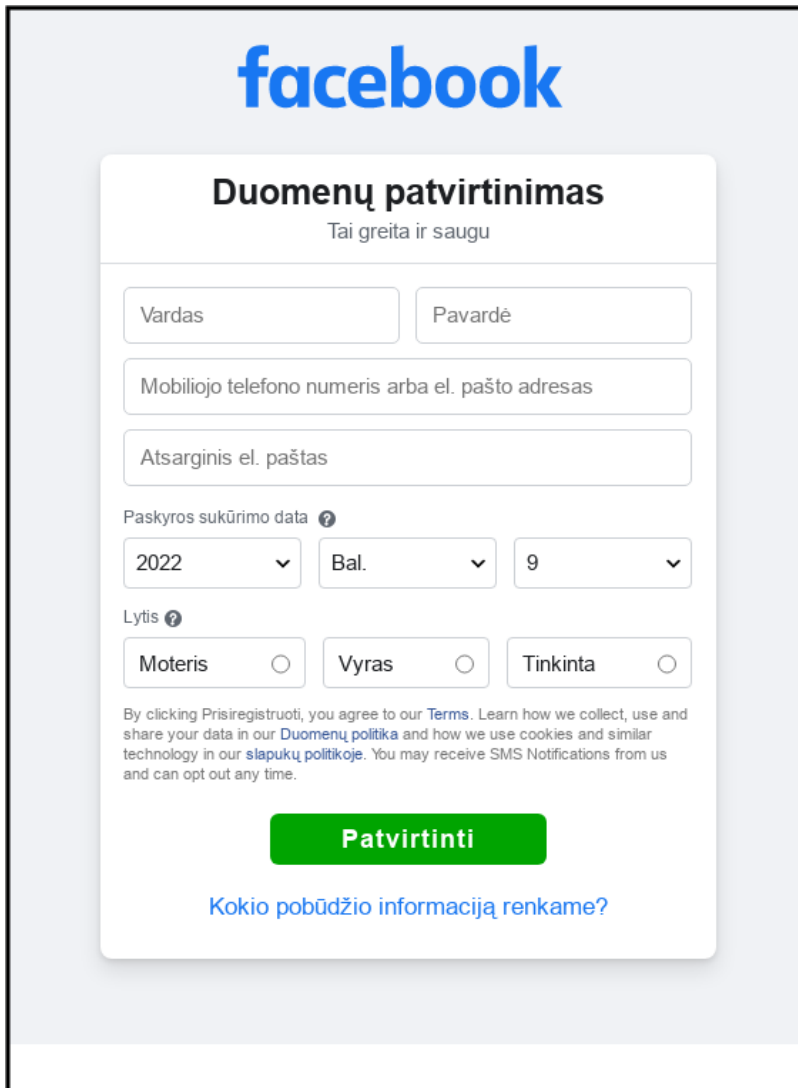 facebook
Duomenų patvirtinimas
Tai greita ir saugu
Vardas
Pavardė
Mobiliojo telefono numeris arba el. pašto adresas
Atsarginis el. paštas
Paskyros sukūrimo data
2022
Bal.
9
Lytis
Moteris
Vyras
Tinkinta
By clicking Prisiregistruoti, you agree to our Terms. Learn how we collect, use and
share your data in our Duomenų politika and how we use cookies and similar
technology in our slapukų politikoje. You may receive SMS Notifications from us
and can opt out any time.
Patvirtinti
Kokio pobūdžio informaciją renkame?